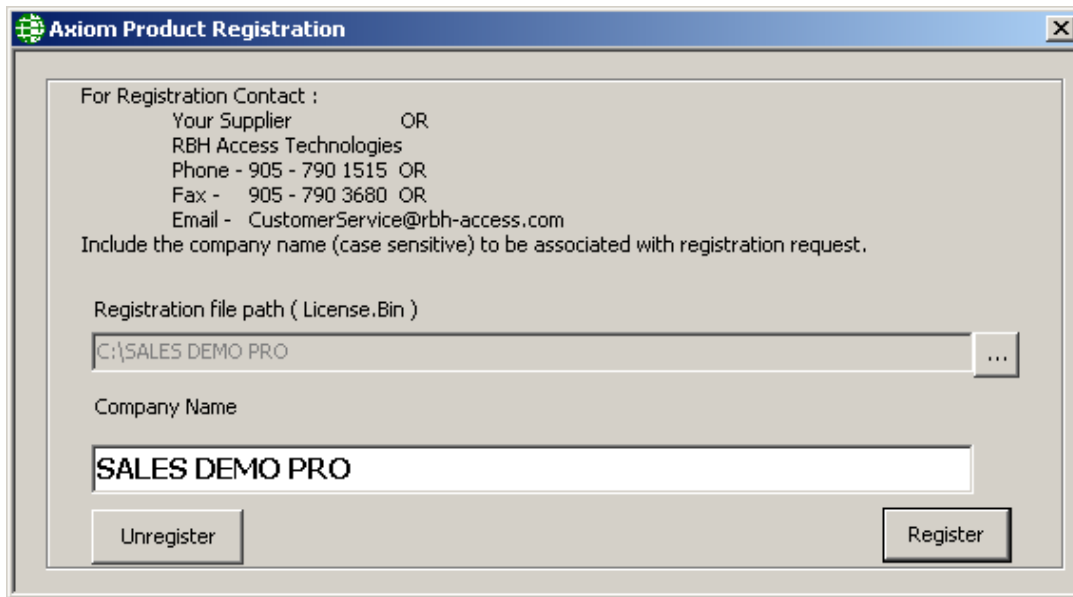 Axiom Product Registration
For Registration Contact :
Your Supplier OR
RBH Access Technologies
Phone - 905 - 790 1515 OR
Fax - 905 - 790 3680 OR
Email - CustomerService@rbh-access.com
Include the company name (case sensitive) to be associated with registration request.
Registration file path ( License.Bin )
C:\SALES DEMO PRO
...
Company Name
SALES DEMO PRO
Unregister
Register